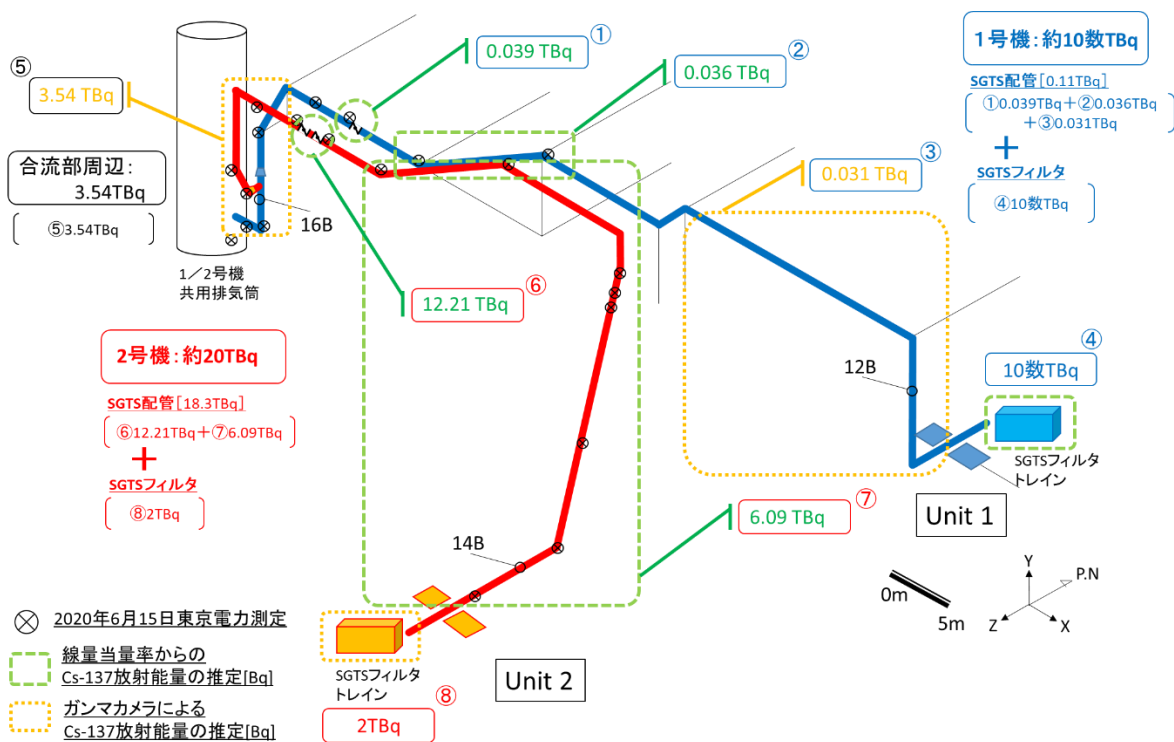 ①
0.039 TBq
②
0.036 TBq
1号機:約10数TBq
SGTS配管[0.11TBq]
①0.039TBq+②0.036TBq
+③0.031TBq
+
SGTSフィルタ
④10数TBq
⑤
3.54 TBq
合流部周辺:
3.54TBq
⑤3.54TBq
16B
1/2号機
共用排気筒
③
0.031 TBq
⑥
12.21 TBq
2号機:約20TBq
SGTS配管[18.3TBq]
⑥12.21TBq+⑦6.09TBq
+
SGTSフィルタ
⑧2TBq
12B
④
10数TBq
SGTSフィルタ
トレイン
Unit 1
⑦
6.09 TBq
14B
0m
5m
Y
P.N
Z
X
SGTSフィルタ
トレイン
Unit 2
⑧
2TBq
2020年6月15日東京電力測定
線量当量率からの
Cs-137放射能量の推定[Bq]
ガンマカメラによる
Cs-137放射能量の推定[Bq]